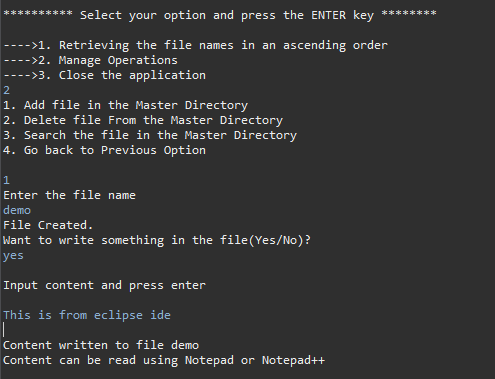 ********** Select your option and press the ENTER key ********
---->1. Retrieving the file names in an ascending order
---->2. Manage Operations
---->3. Close the application
2
1. Add file in the Master Directory
2. Delete file From the Master Directory
3. Search the file in the Master Directory
4. Go back to Previous Option
1
Enter the file name
demo
File Created.
Want to write something in the file(Yes/No)?
yes
Input content and press enter
This is from eclipse ide
Content written to file demo
Content can be read using Notepad or Notepad++